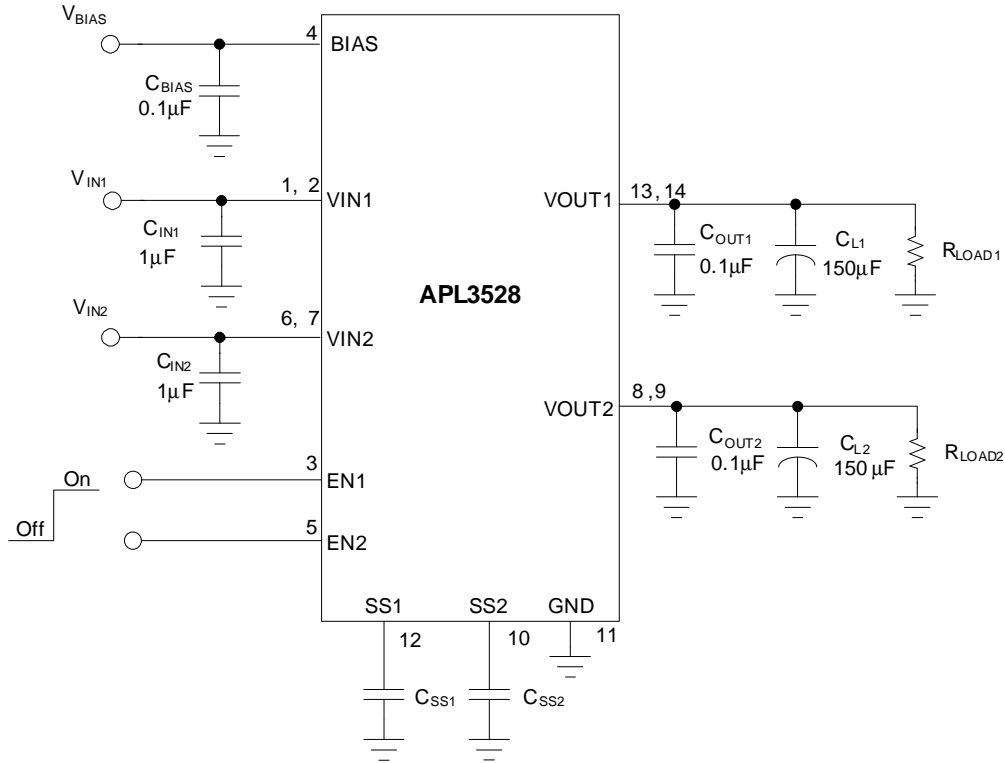 VBIAS
4
BIAS
CBIAS
0.1µF
VIN1
1, 2
VIN1
CIN1
1µF
VIN2
6, 7
VIN2
CIN2
1µF
3
EN1
On
Off
5
EN2
APL3528
VOUT1
13, 14
COUT1
0.1µF
CL1
150µF
RLOAD1
VOUT2
8 ,9
COUT2
0.1µF
CL2
150 µF
RLOAD2
SS1
SS2
GND
12
10
11
CSS1
CSS2